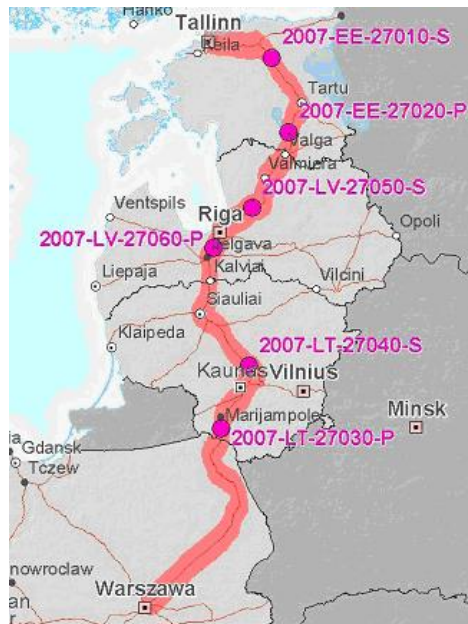 Hanko
Tallinn
Keila
2007-EE-27010-S
Tartu
2007-EE-27020-P
Valga
Valmiera
2007-LV-27050-S
Ventspils
Riga
Opoli
2007-LV-27060-P
Jelgava
Kalviai
Liepaja
Vilcini
Siauliai
Klaipeda
2007-LT-27040-S
Kaunas
Vilnius
Marijampole
Minsk
2007-LT-27030-P
Gdansk
Tczew
nowroclaw
Warszawa
an